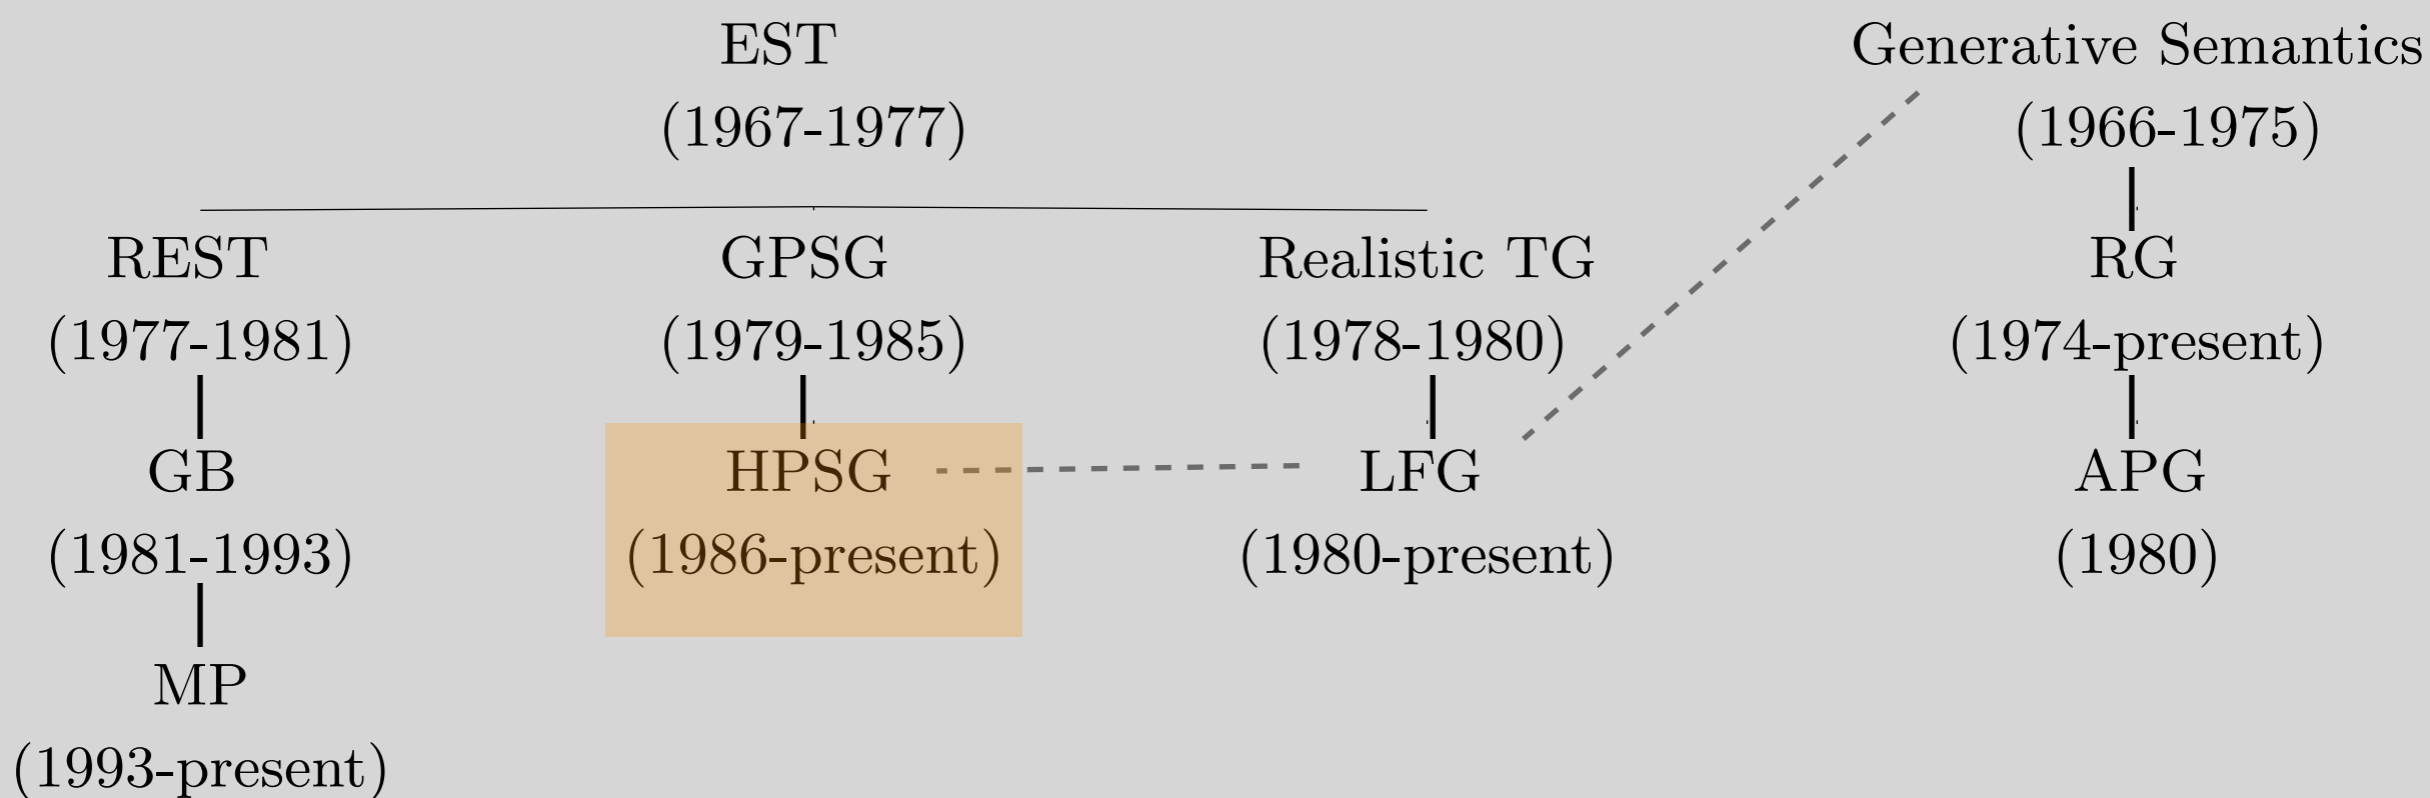 EST
Generative Semantics
(1967-1977)
(1966-1975)
REST
GPSG
Realistic TG
RG
(1977-1981)
(1979-1985)
(1978-1980)
(1974-present)
GB
HPSG
LFG
APG
(1981-1993)
(1986-present)
(1980-present)
(1980)
MP
(1993-present)